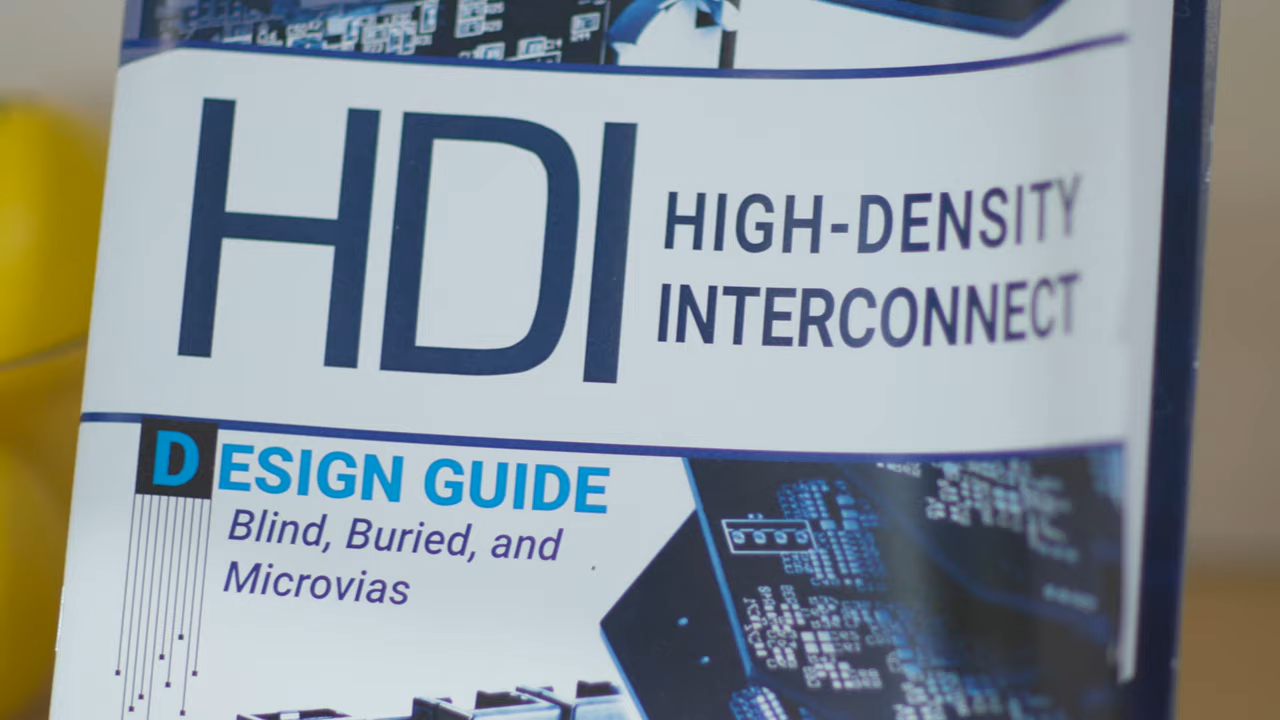 HDI
HIGH-DENSITY
INTERCONNECT
DESIGN GUIDE
Blind, Buried, and
Microvias